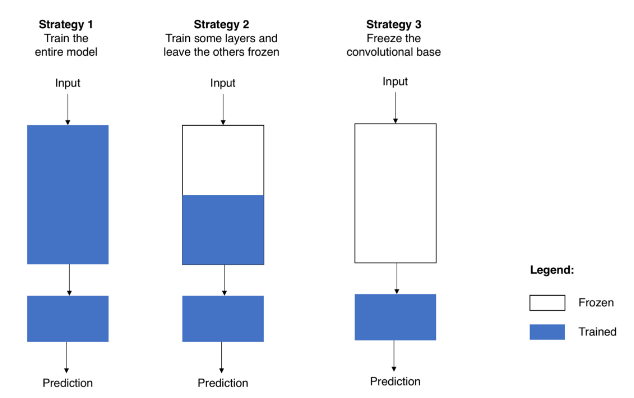 Strategy 1
Train the
entire model
Input
Prediction
Strategy 2
Train some layers and
leave the others frozen
Input
Prediction
Strategy 3
Freeze the
convolutional base
Input
Prediction
Legend:
Frozen
Trained